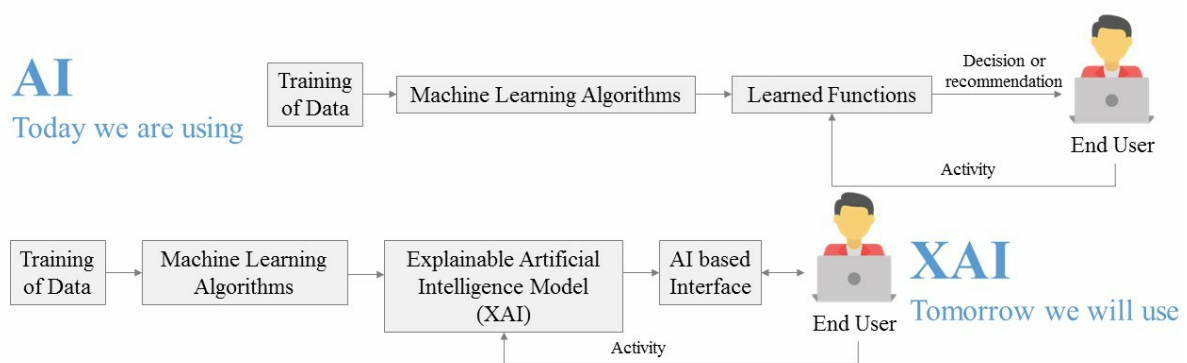 AI
Today we are using
Training
of Data
Machine Learning Algorithms
Learned Functions
Decision or
recommendation
End User
Activity
Training
of Data
Machine Learning
Algorithms
Explainable Artificial
Intelligence Model
(XAI)
AI based
Interface
End User
Activity
XAI
Tomorrow we will use